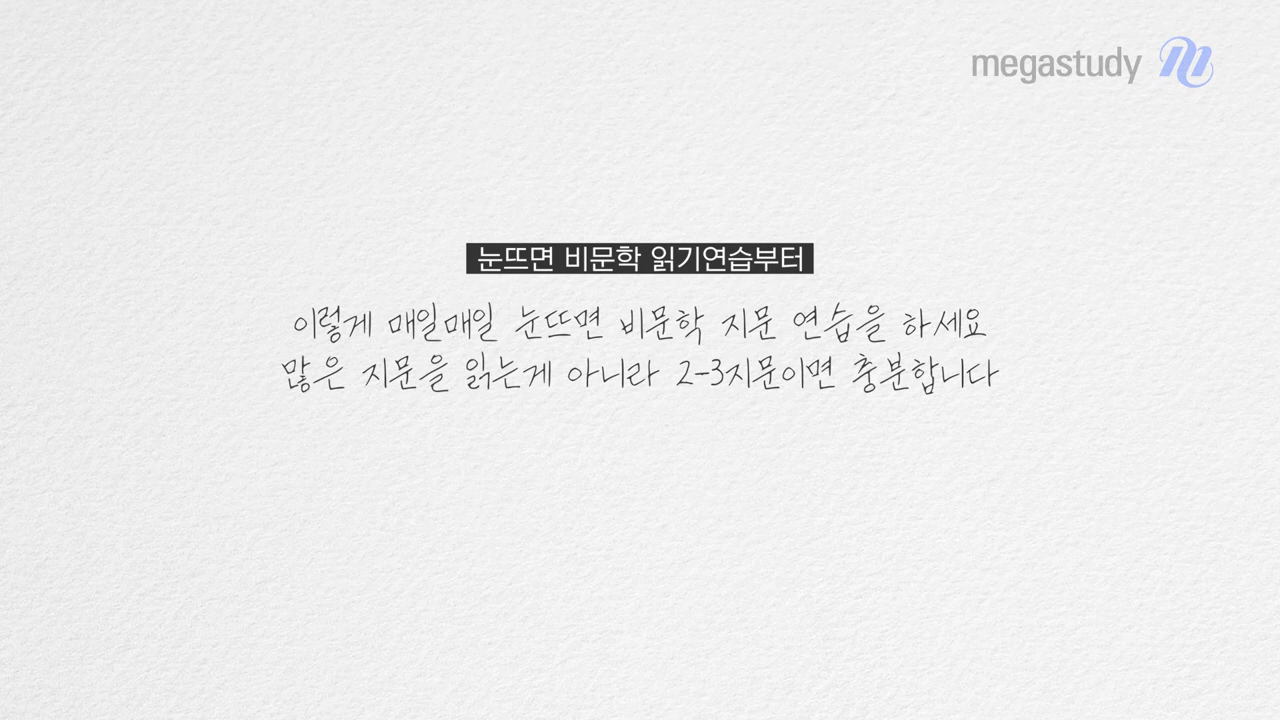 megastudy
눈뜨면 비문학 읽기연습부터
이렇게 매일매일 눈뜨면 비문학 지문 연습을 하세요
많은 지문을 읽는게 아니라 2-3지문이면 충분합니다